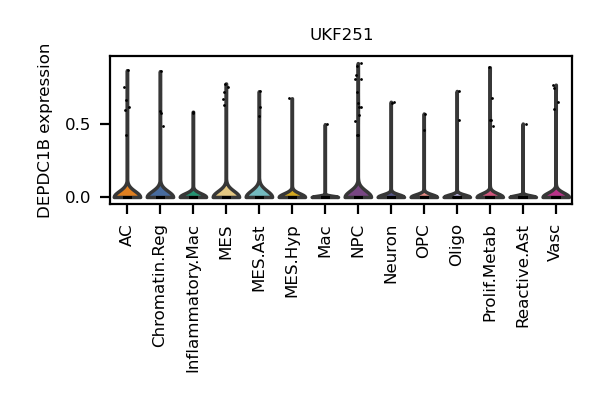 UKF251
DEPDC1B expression
0.5
0.0
AC
Chromatin.Reg
Inflammatory.Mac
MES
MES.Ast
MES.Hyp
Mac
NPC
Neuron
OPC
Oligo
Prolif.Metab
Reactive.Ast
Vasc